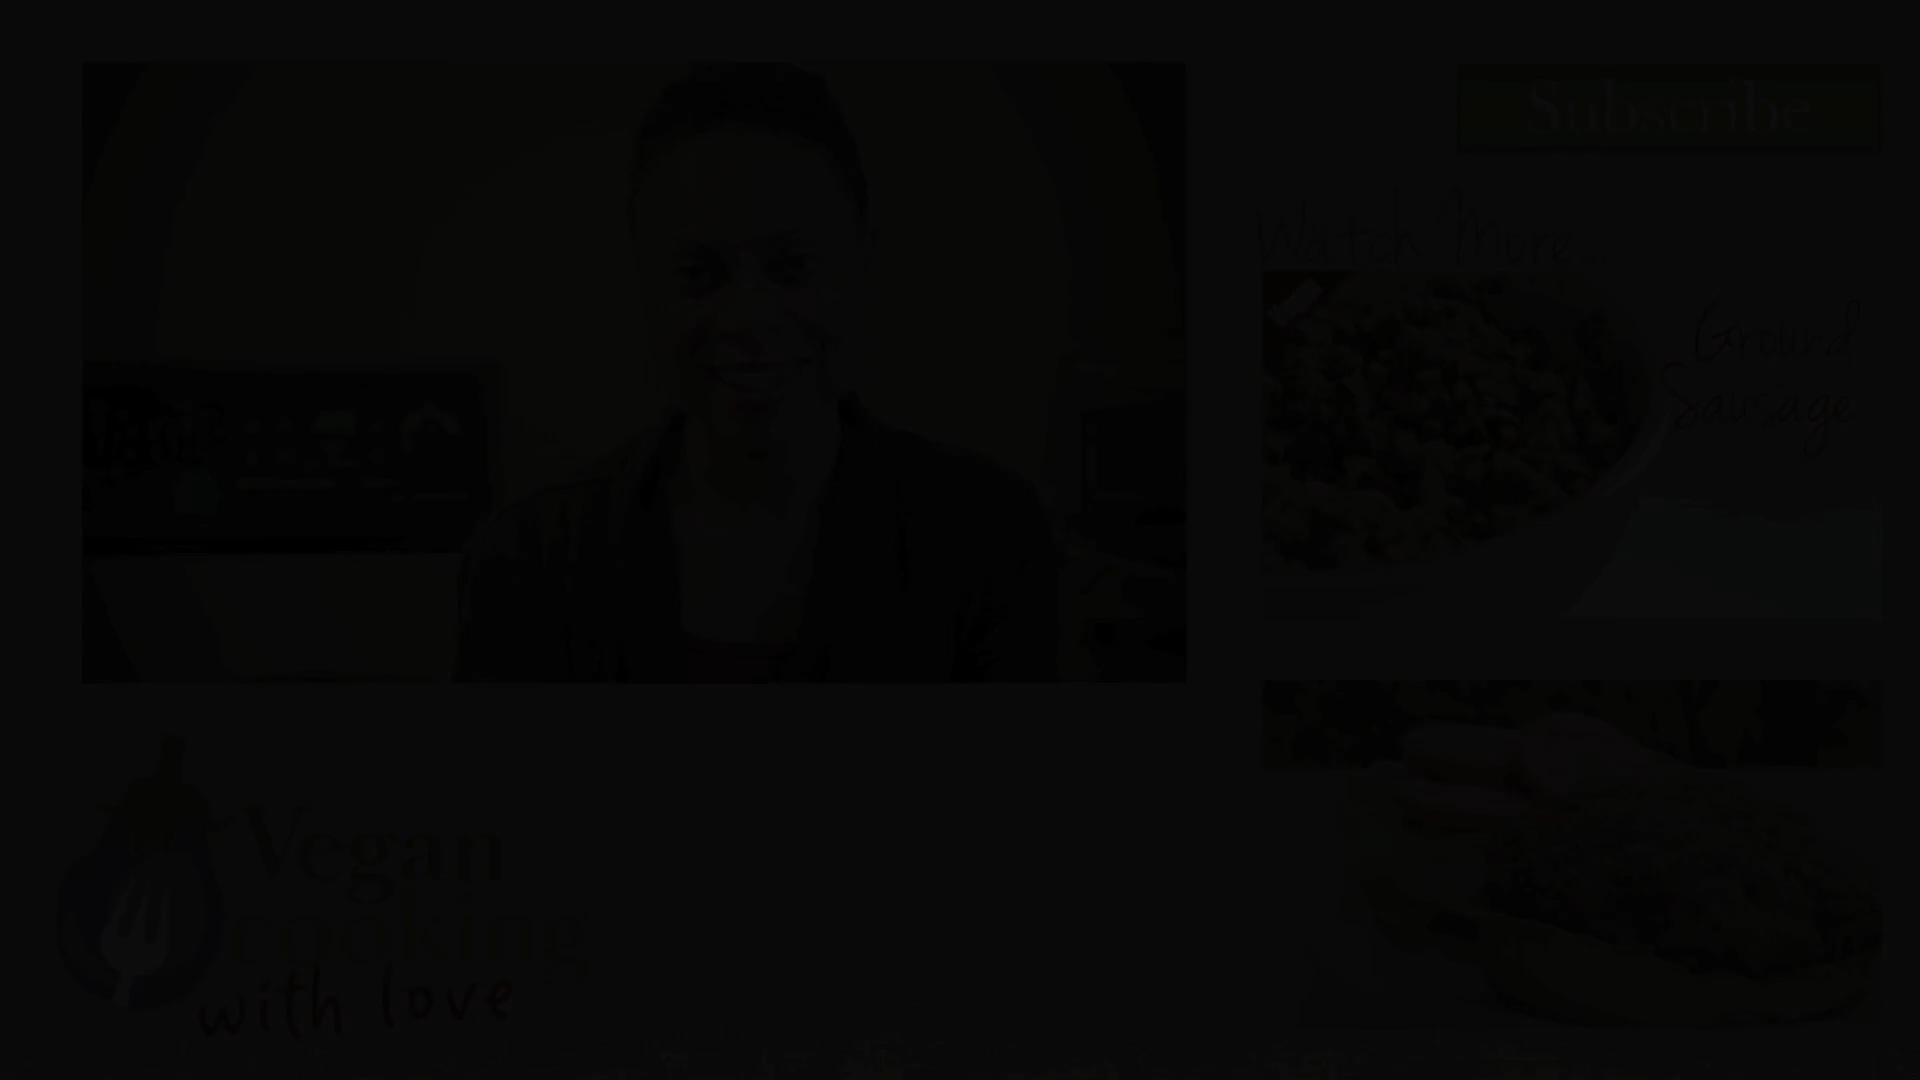 Subscribe
Watch More...
Ground
Sausage
Vegan
cooking
with love